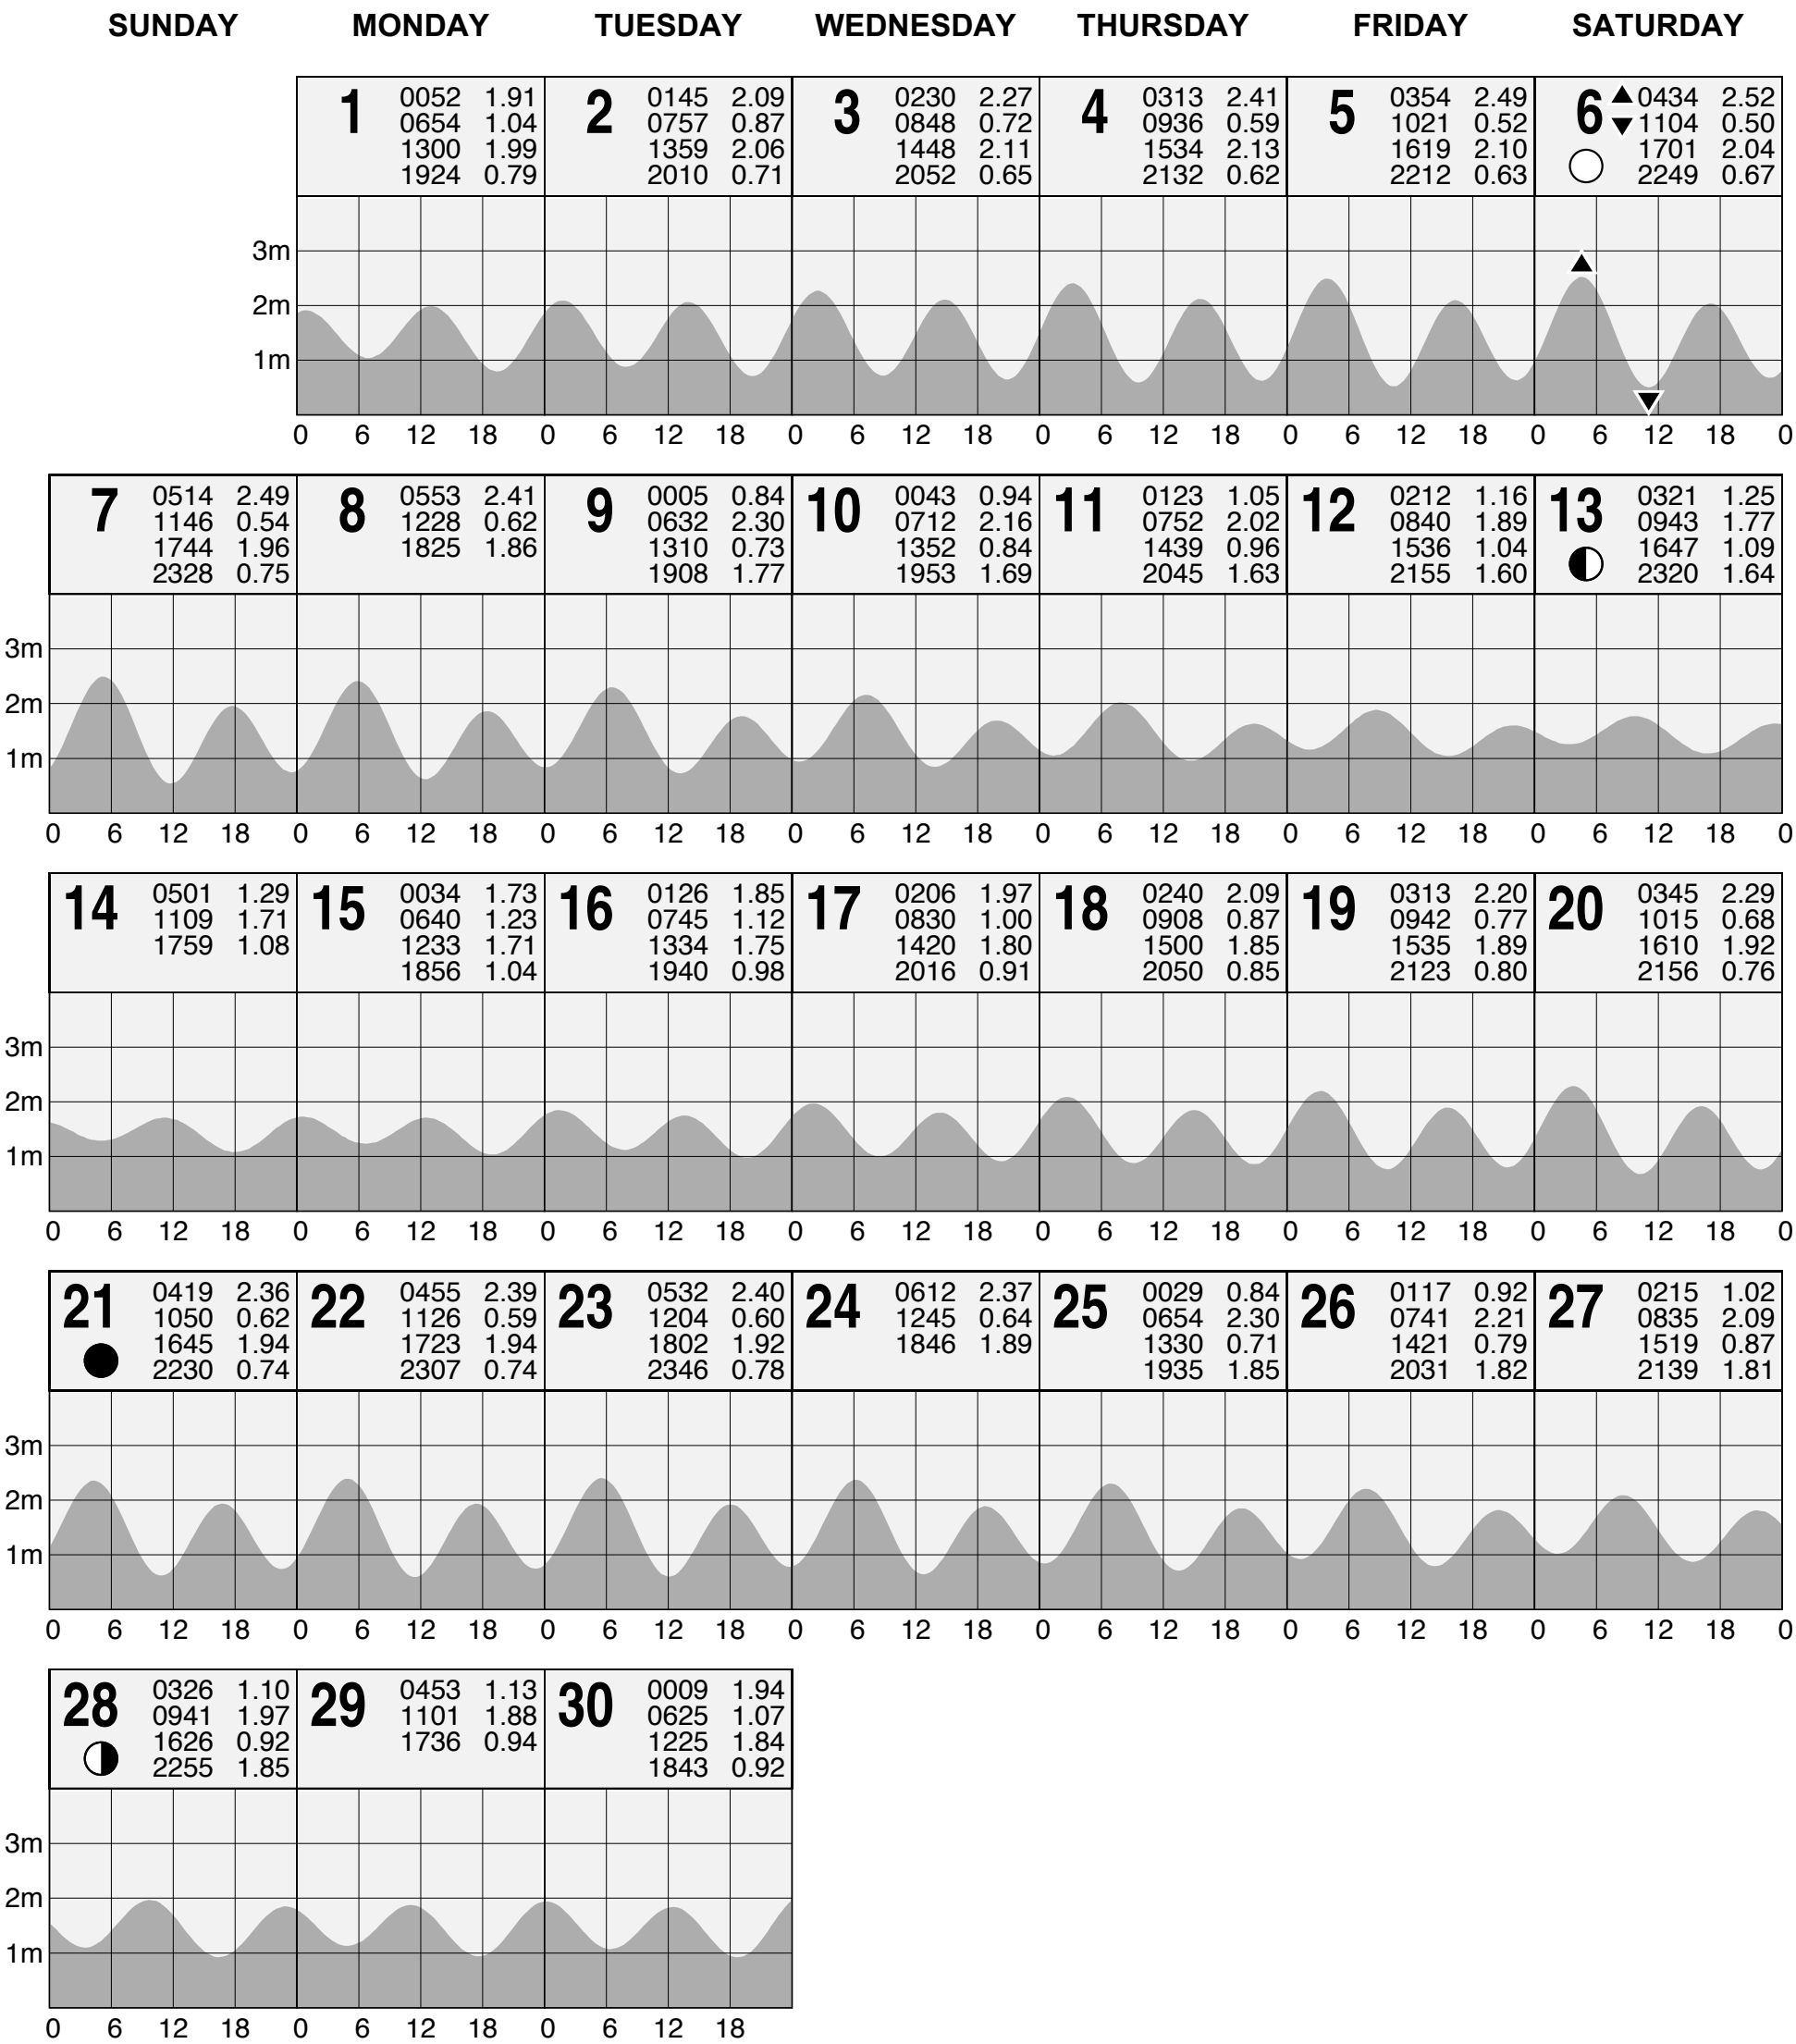 SUNDAY MONDAY TUESDAY WEDNESDAY THURSDAY FRIDAY SATURDAY
1 0052 1.91 2 0145 2.09 3 0230 2.27 4 0313 2.41 5 0354 2.49 6 0434 2.52
0654 1.04 0757 0.87 0848 0.72 0936 0.59 1021 0.52 1104 0.50
1300 1.99 1359 2.06 1448 2.11 1534 2.13 1619 2.10 1701 2.04
1924 0.79 2010 0.71 2052 0.65 2132 0.62 2212 0.63 2249 0.67
3m
2m
1m
0 6 12 18 0 6 12 18 0 6 12 18 0 6 12 18 0 6 12 18 0 6 12 18 0
7 0514 2.49 8 0553 2.41 9 0005 0.84 10 0043 0.94 11 0123 1.05 12 0212 1.16 13 0321 1.25
1146 0.54 1228 0.62 0632 2.30 0712 2.16 0752 2.02 0840 1.89 0943 1.77
1744 1.96 1825 1.86 1310 0.73 1352 0.84 1439 0.96 1536 1.04 1647 1.09
2328 0.75 1908 1.77 1953 1.69 2045 1.63 2155 1.60 2320 1.64
3m
2m
1m
0 6 12 18 0 6 12 18 0 6 12 18 0 6 12 18 0 6 12 18 0 6 12 18 0 6 12 18 0
14 0501 1.29 15 0034 1.73 16 0126 1.85 17 0206 1.97 18 0240 2.09 19 0313 2.20 20 0345 2.29
1109 1.71 0640 1.23 0745 1.12 0830 1.00 0908 0.87 0942 0.77 1015 0.68
1759 1.08 1233 1.71 1334 1.75 1420 1.80 1500 1.85 1535 1.89 1610 1.92
1856 1.04 1940 0.98 2016 0.91 2050 0.85 2123 0.80 2156 0.76
3m
2m
1m
0 6 12 18 0 6 12 18 0 6 12 18 0 6 12 18 0 6 12 18 0 6 12 18 0 6 12 18 0
21 0419 2.36 22 0455 2.39 23 0532 2.40 24 0612 2.37 25 0029 0.84 26 0117 0.92 27 0215 1.02
1050 0.62 1126 0.59 1204 0.60 1245 0.64 0654 2.30 0741 2.21 0835 2.09
1645 1.94 1723 1.94 1802 1.92 1846 1.89 1330 0.71 1421 0.79 1519 0.87
2230 0.74 2307 0.74 2346 0.78 1935 1.85 2031 1.82 2139 1.81
3m
2m
1m
0 6 12 18 0 6 12 18 0 6 12 18 0 6 12 18 0 6 12 18 0 6 12 18 0 6 12 18 0
28 0326 1.10 29 0453 1.13 30 0009 1.94
0941 1.97 1101 1.88 0625 1.07
1626 0.92 1736 0.94 1225 1.84
2255 1.85 1843 0.92
3m
2m
1m
0 6 12 18 0 6 12 18 0 6 12 18